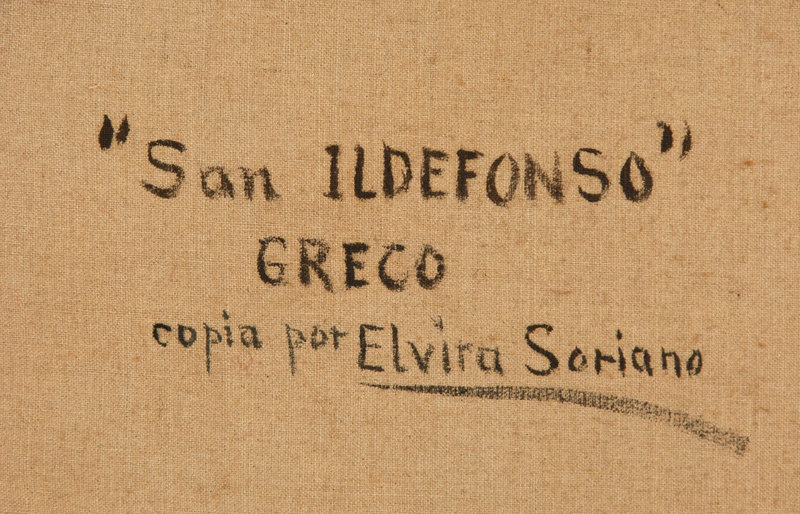 "San ILDEFONSO"
GRECO
copia por Elvira Soriano